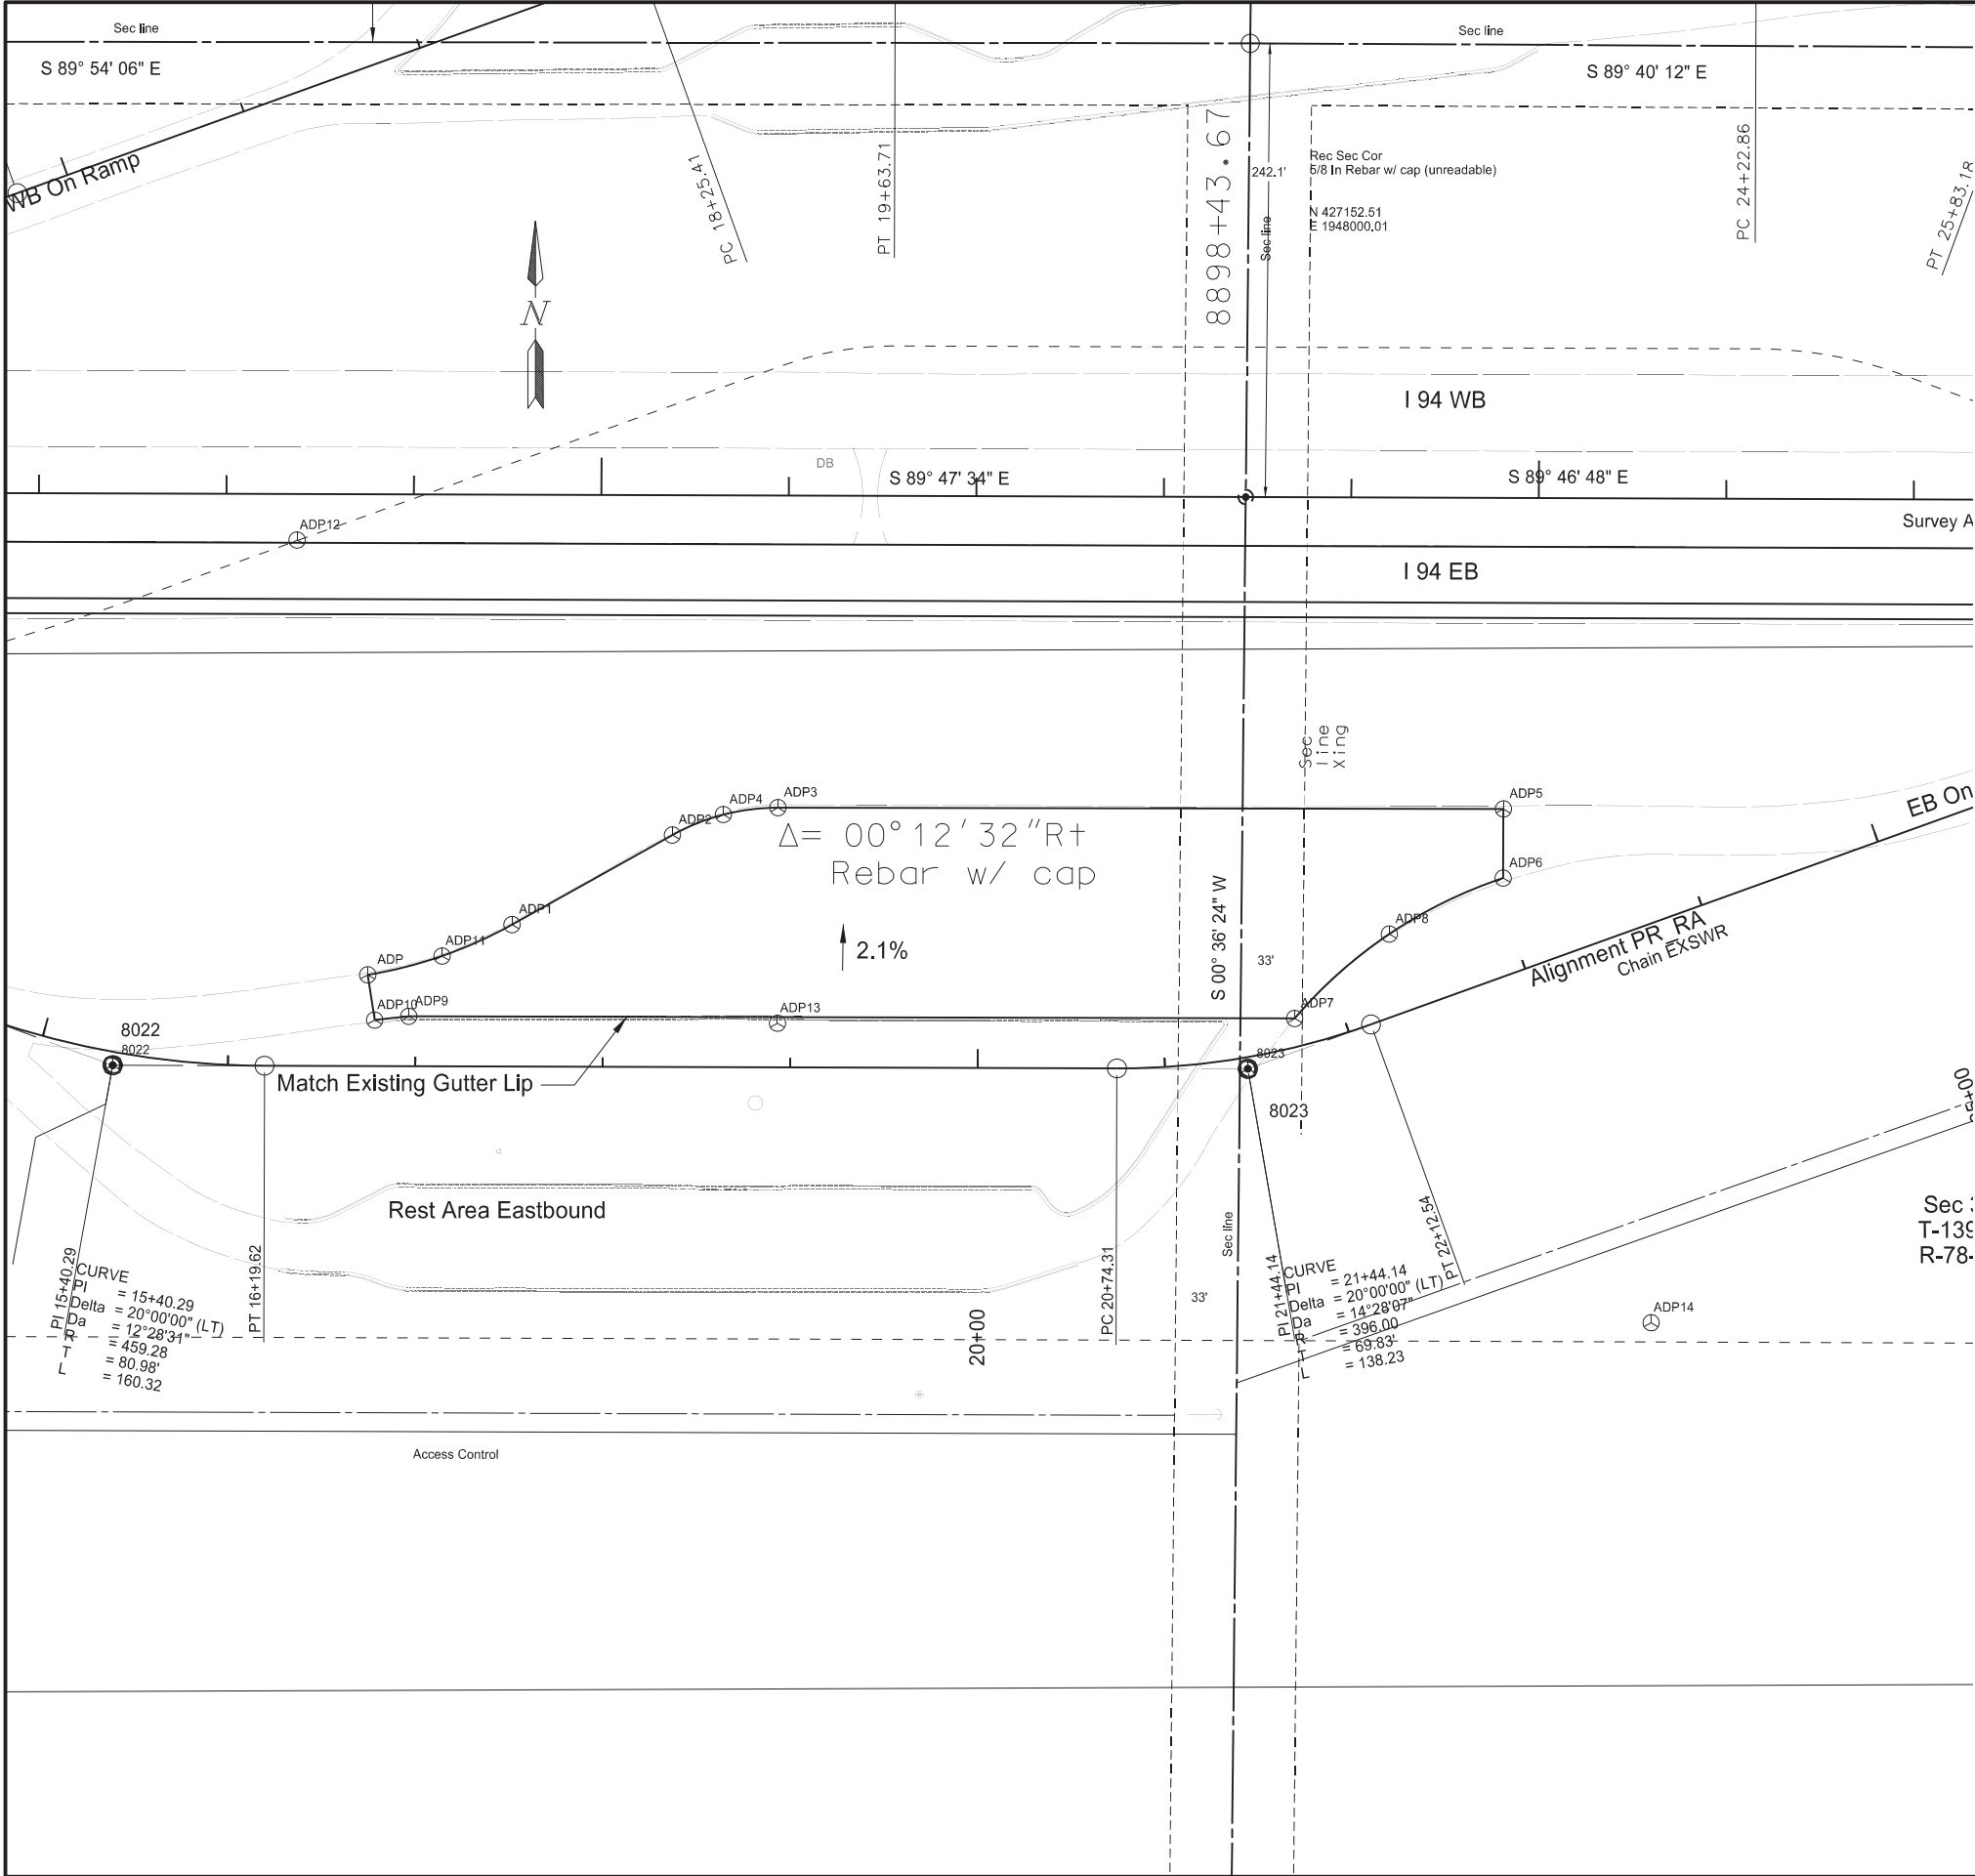 Sec line
Sec line
S 89° 54' 06" E
S 89° 40' 12" E
WB On Ramp
PC 18+25.41
PT 19+63.71
8898+43.67
242.1'
Sec line
Rec Sec Cor
5/8 In Rebar w/ cap (unreadable)
N 427152.51
E 1948000.01
PC 24+22.86
PT 25+83.18
N
I 94 WB
DB
S 89° 47' 34" E
S 89° 46' 48" E
ADP12
Survey A
I 94 EB
Sec
line
Xing
ADP3
ADP4
ADP2
ADP5
EB On
Δ= 00°12'32"Rt
Rebar w/ cap
ADP6
ADP1
ADP8
ADP11
2.1%
S 00° 36' 24" W
33'
Alignment PR_RA
Chain EXSWR
ADP
ADP10
ADP9
ADP13
ADP7
8022
8022
8023
8023
Match Existing Gutter Lip
Rest Area Eastbound
Sec line
33'
Sec 3
T-139
R-78-
PI 15+40.29
CURVE
PI = 15+40.29
Delta = 20°00'00" (LT)
Da = 12°28'31"
R = 459.28
T = 80.98'
L = 160.32
PT 16+19.62
20+00
PC 20+74.31
PI 21+44.14
CURVE
PI = 21+44.14
Delta = 20°00'00" (LT)
Da = 14°28'07"
R = 396.00
T = 69.83'
L = 138.23
PT 22+12.54
ADP14
Access Control